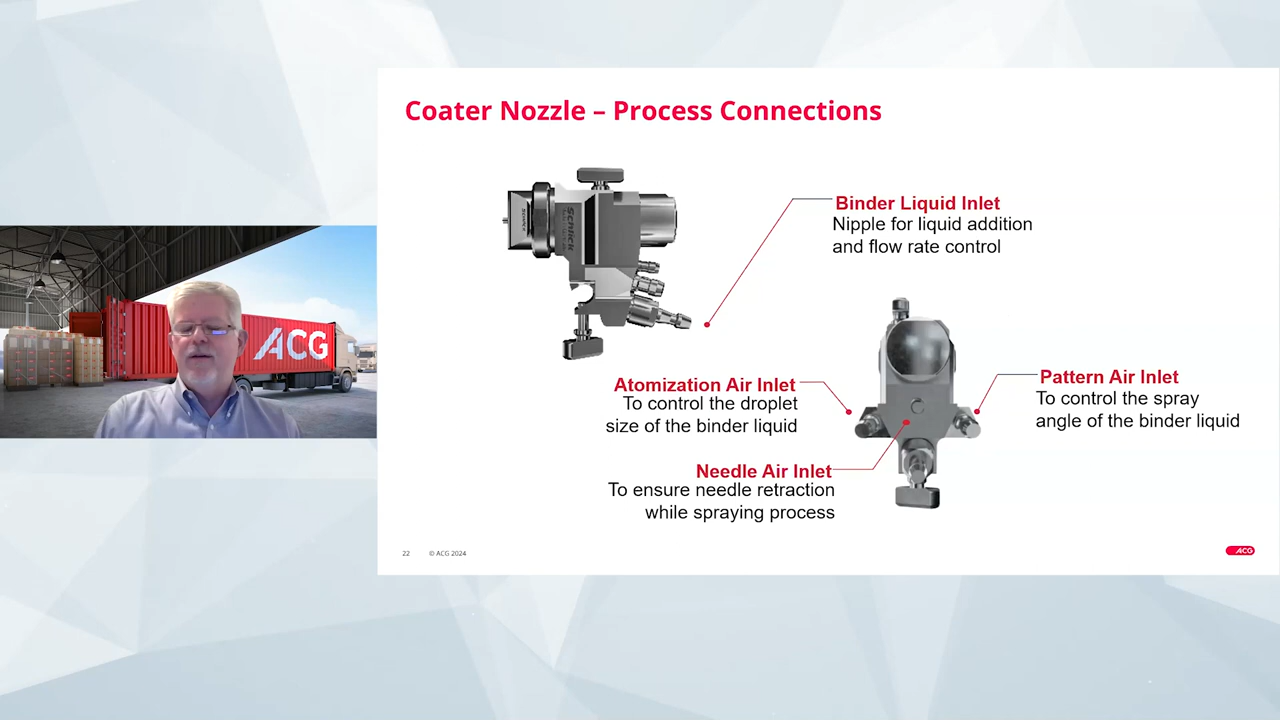 Coater Nozzle – Process Connections
Binder Liquid Inlet
Nipple for liquid addition
and flow rate control
SCHLICK
Atomization Air Inlet
To control the droplet
size of the binder liquid
Pattern Air Inlet
To control the spray
angle of the binder liquid
Needle Air Inlet
To ensure needle retraction
while spraying process
ACG
22
© ACG 2024
ACG